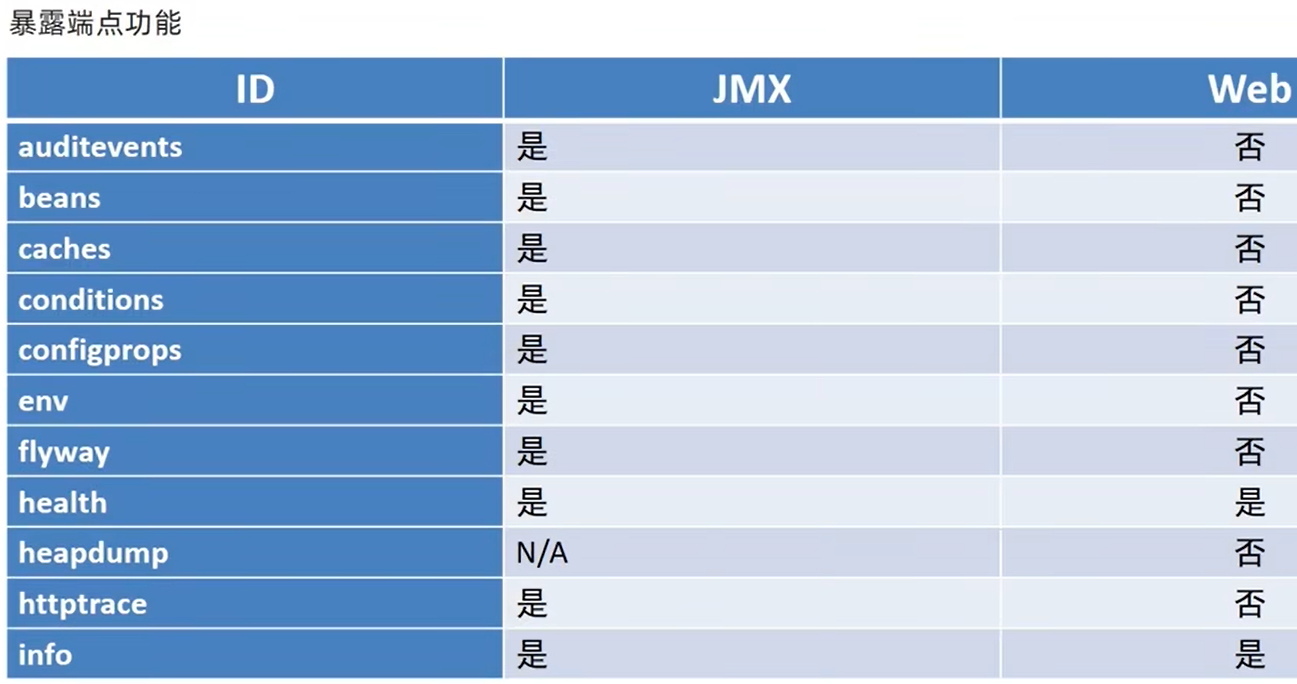 暴露端点功能
ID JMX Web
auditevents 是 否
beans 是 否
caches 是 否
conditions 是 否
configprops 是 否
env 是 否
flyway 是 否
health 是 是
heapdump N/A 否
httptrace 是 否
info 是 是